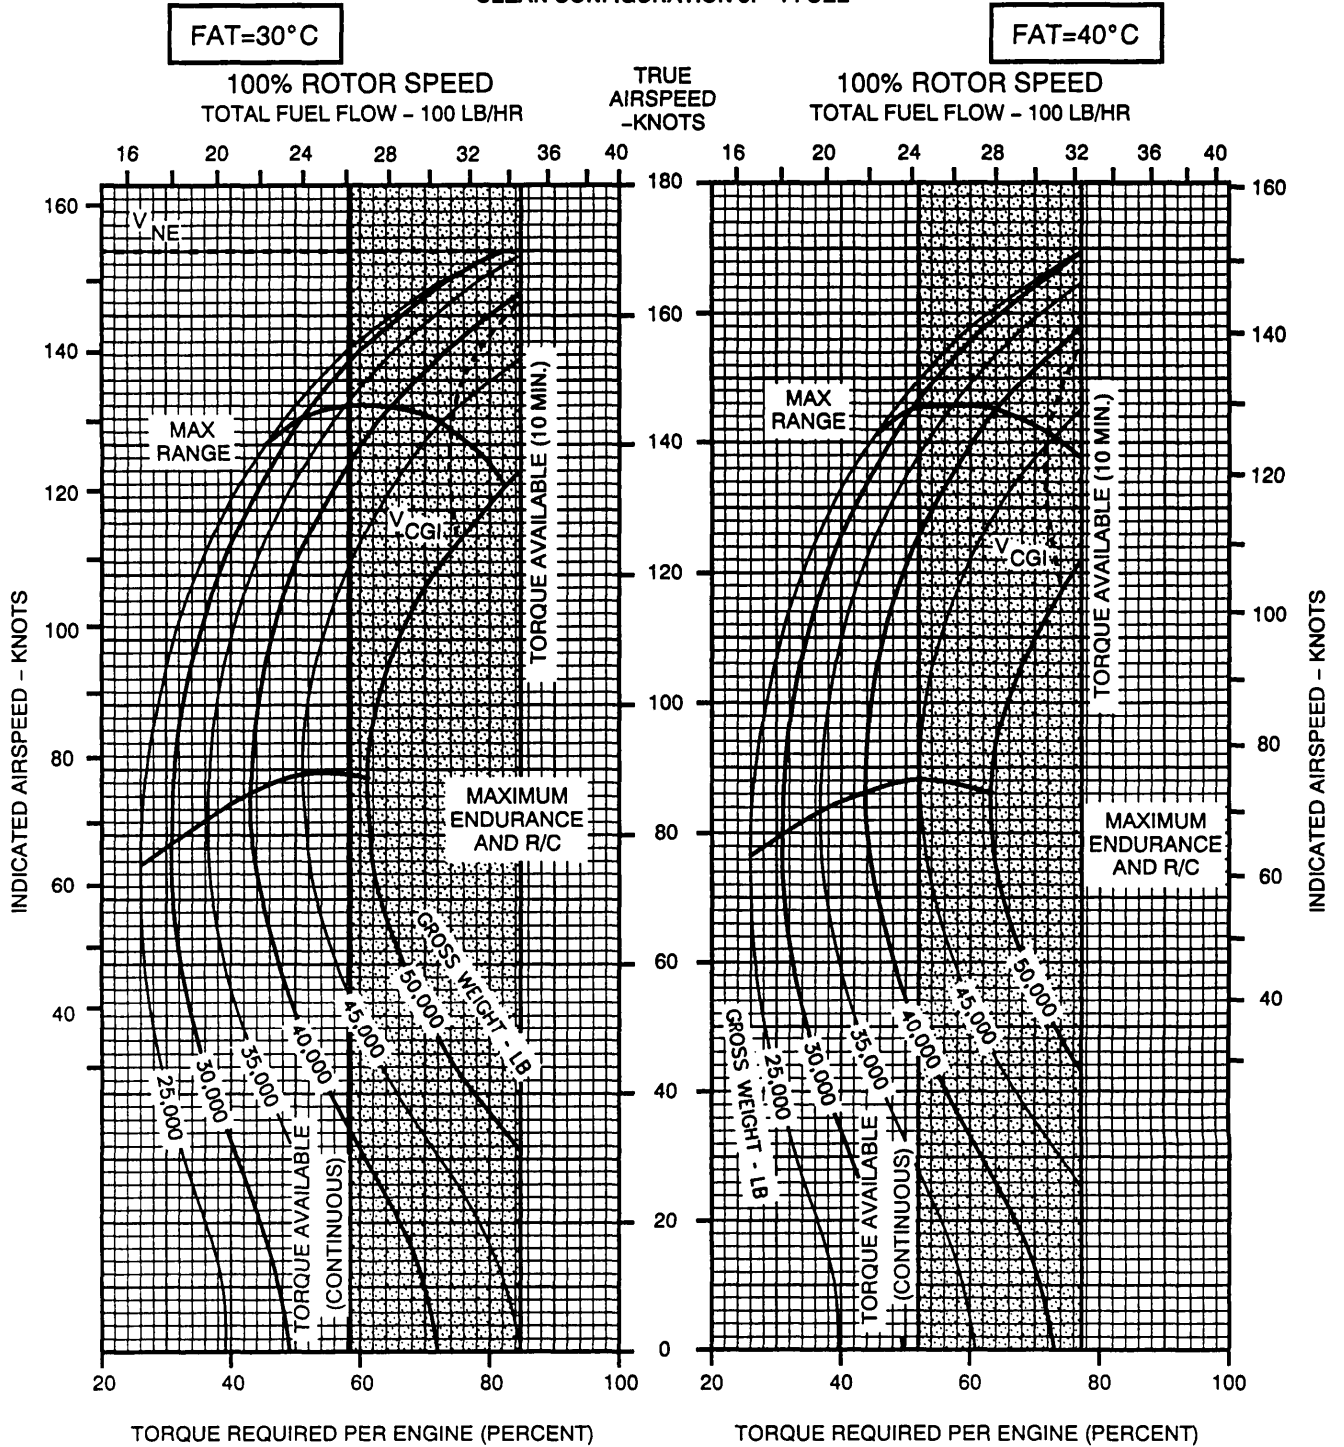 FAT=30°C
100% ROTOR SPEED
TOTAL FUEL FLOW – 100 LB/HR
16 20 24 28 32 36 40
TRUE
AIRSPEED
–KNOTS
FAT=40°C
100% ROTOR SPEED
TOTAL FUEL FLOW – 100 LB/HR
16 20 24 28 32 36 40
INDICATED AIRSPEED – KNOTS
160
140
120
100
80
60
40
V NE
MAX
RANGE
V CGI
TORQUE AVAILABLE (10 MIN.)
MAXIMUM
ENDURANCE
AND R/C
GROSS WEIGHT - LB
25,000
30,000
35,000
40,000
45,000
50,000
TORQUE AVAILABLE
(CONTINUOUS)
20 40 60 80 100
TORQUE REQUIRED PER ENGINE (PERCENT)
180
160
140
120
100
80
60
40
20
0
MAX
RANGE
V CGI
TORQUE AVAILABLE (10 MIN.)
MAXIMUM
ENDURANCE
AND R/C
GROSS WEIGHT - LB
25,000
30,000
35,000
40,000
45,000
50,000
TORQUE AVAILABLE
(CONTINUOUS)
160
140
120
100
80
60
40
INDICATED AIRSPEED – KNOTS
20 40 60 80 100
TORQUE REQUIRED PER ENGINE (PERCENT)